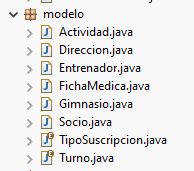 modelo
Actividad.java
Direccion.java
Entrenador.java
FichaMedica.java
Gimnasio.java
Socio.java
TipoSuscripcion.java
Turno.java